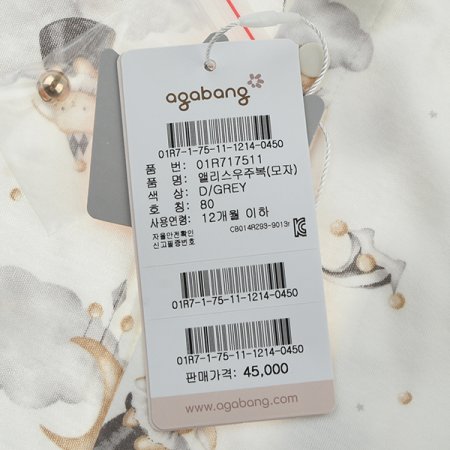 agabang
01R7-1-75-11-1214-0450
품 번: 01R717511
품 명: 앨리스우주복(모자)
색 상: D/GREY
호 칭: 80
사용연령: 12개월 이하
자율안전확인
신고필증번호 CB014R293-9013
01R7-1-75-11-1214-0450
01R7-1-75-11-1214-0450
판매가격: 45,000
www.agabang.com